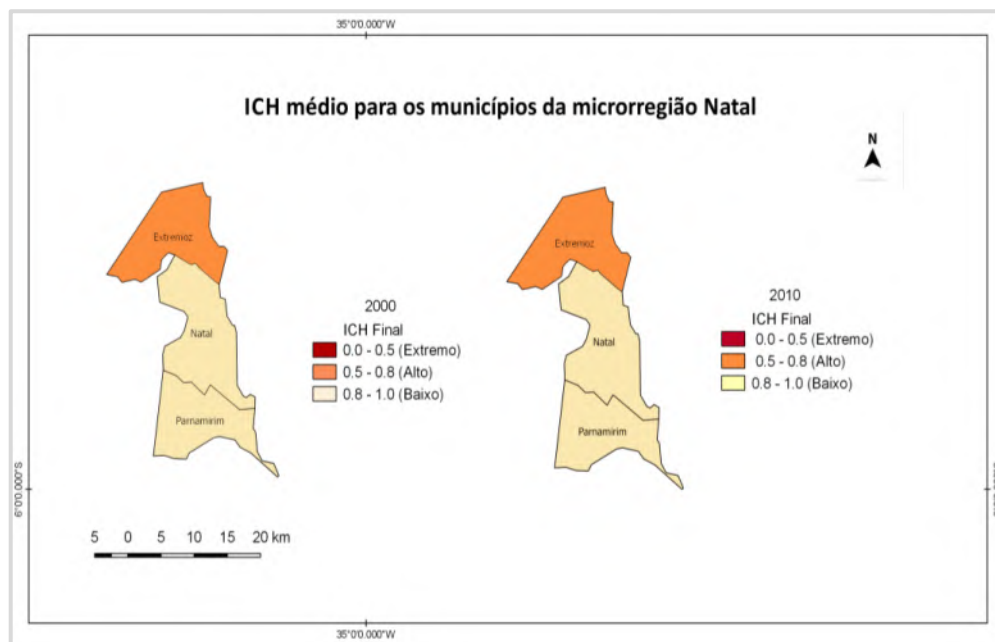 35°0'0.000"W
ICH médio para os municípios da microrregião Natal
N
Extremoz
Natal
Parnamirim
2000
ICH Final
0.0 - 0.5 (Extremo)
0.5 - 0.8 (Alto)
0.8 - 1.0 (Baixo)
Extremoz
Natal
Parnamirim
2010
ICH Final
0.0 - 0.5 (Extremo)
0.5 - 0.8 (Alto)
0.8 - 1.0 (Baixo)
6°0'0.000"S
5 0 5 10 15 20 km
35°0'0.000"W